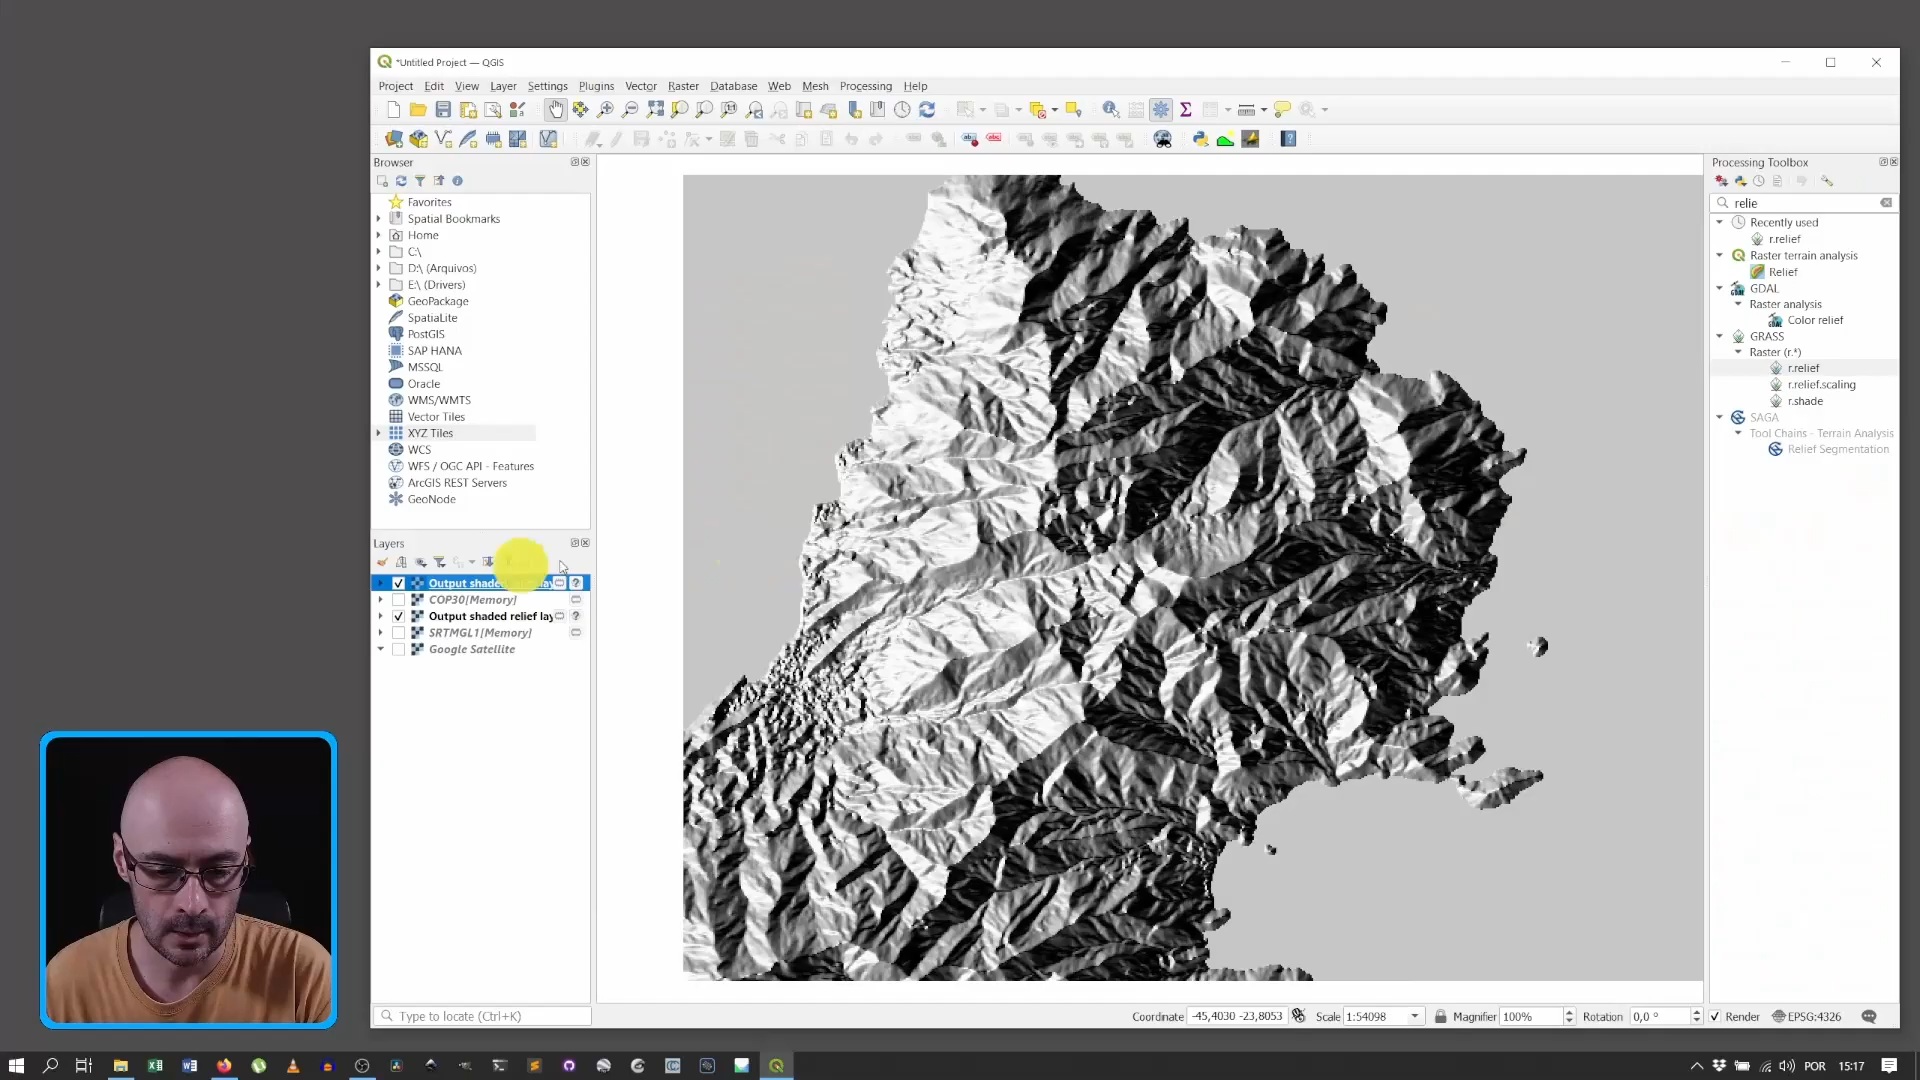 *Untitled Project — QGIS
Project Edit View Layer Settings Plugins Vector Raster Database Web Mesh Processing Help
Browser
Favorites
Spatial Bookmarks
Home
C:\
D:\ (Arquivos)
E:\ (Drivers)
GeoPackage
SpatiaLite
PostGIS
SAP HANA
MSSQL
Oracle
WMS/WMTS
Vector Tiles
XYZ Tiles
WCS
WFS / OGC API - Features
ArcGIS REST Servers
GeoNode
Layers
Output shaded
COP30[Memory]
Output shaded relief lay
SRTMGL1[Memory]
Google Satellite
Processing Toolbox
relie
Recently used
r.relief
Raster terrain analysis
Relief
GDAL
Raster analysis
Color relief
GRASS
Raster (r.*)
r.relief
r.relief.scaling
r.shade
SAGA
Tool Chains - Terrain Analysis
Relief Segmentation
Type to locate (Ctrl+K) Coordinate -45,4030 -23,8053 Scale 1:54098 Magnifier 100% Rotation 0,0 ° Render EPSG:4326
POR 15:17